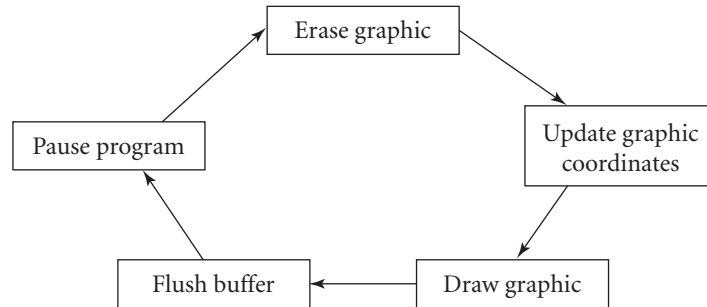 Erase graphic
Update graphic
coordinates
Draw graphic
Flush buffer
Pause program